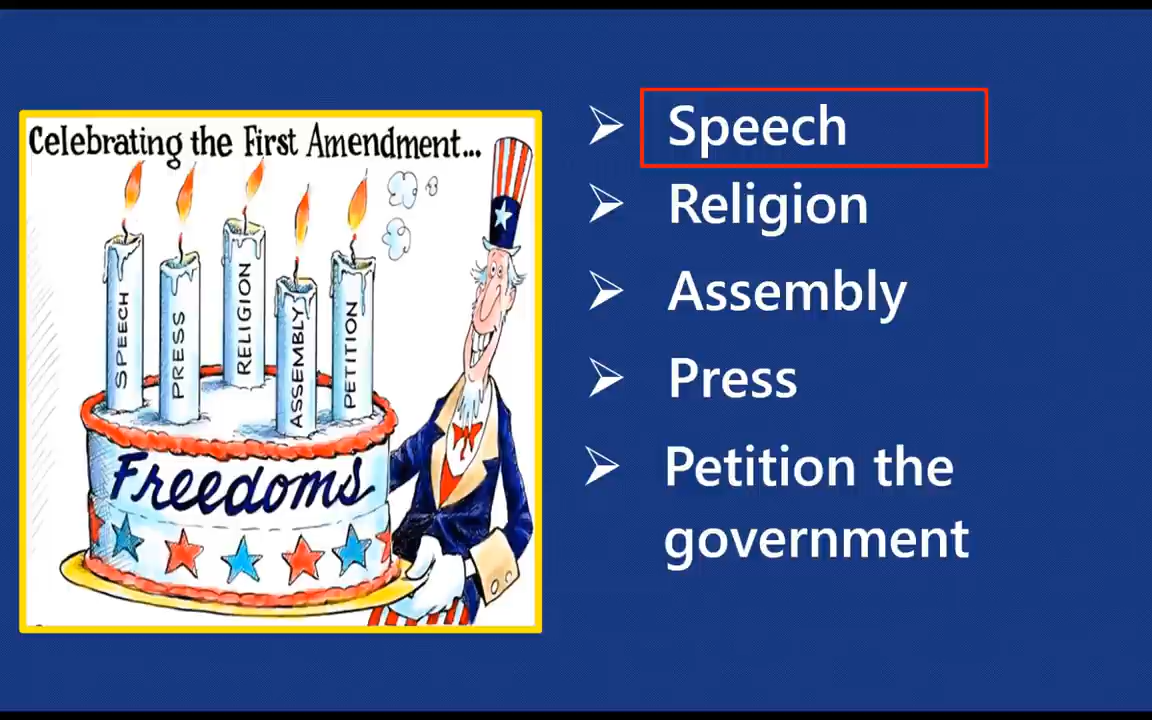 Celebrating the First Amendment...
SPEECH
PRESS
RELIGION
ASSEMBLY
PETITION
Freedoms
Speech
Religion
Assembly
Press
Petition the
government